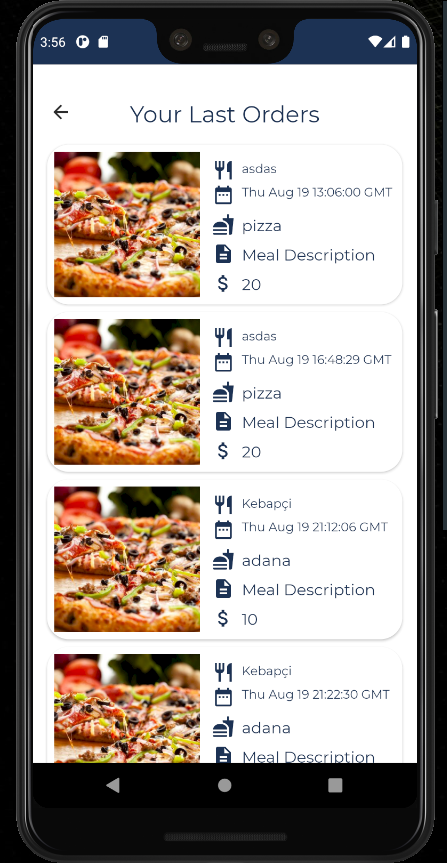 3:56
Your Last Orders
asdas
Thu Aug 19 13:06:00 GMT
pizza
Meal Description
20
asdas
Thu Aug 19 16:48:29 GMT
pizza
Meal Description
20
Kebapçi
Thu Aug 19 21:12:06 GMT
adana
Meal Description
10
Kebapçi
Thu Aug 19 21:22:30 GMT
adana
Meal Description